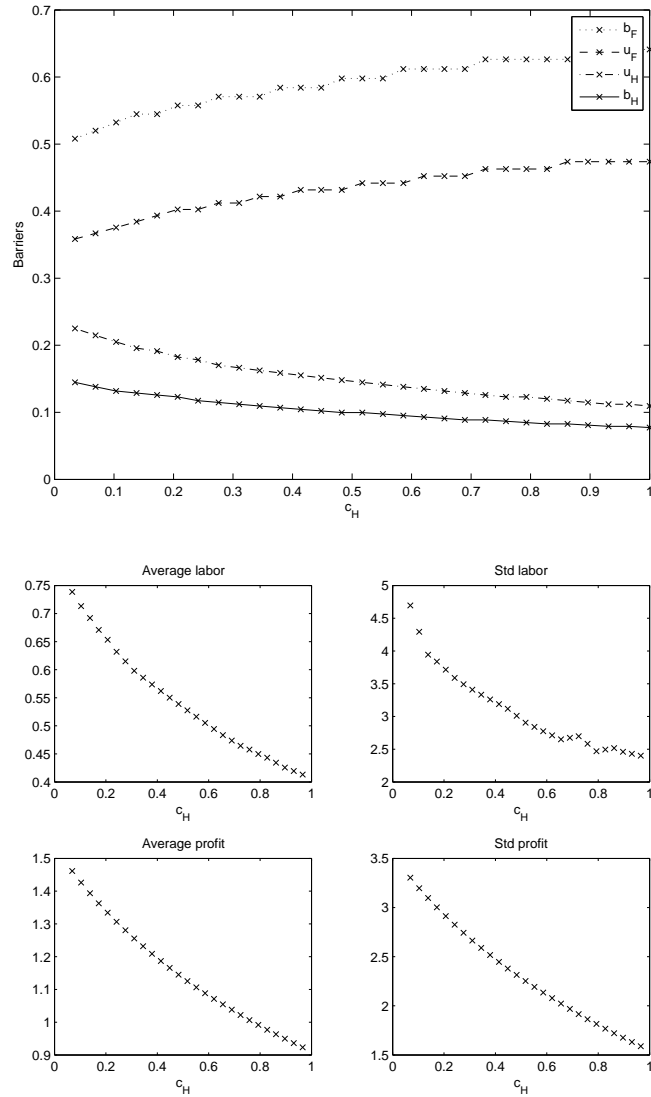 0.7
0.6
0.5
0.4
0.3
0.2
0.1
0
Barriers
b_F
u_F
u_H
b_H
0 0.1 0.2 0.3 0.4 0.5 0.6 0.7 0.8 0.9 1
c_H
Average labor
0.75
0.7
0.65
0.6
0.55
0.5
0.45
0.4
0 0.2 0.4 0.6 0.8 1
c_H
Std labor
5
4.5
4
3.5
3
2.5
2
0 0.2 0.4 0.6 0.8 1
c_H
Average profit
1.5
1.4
1.3
1.2
1.1
1
0.9
0 0.2 0.4 0.6 0.8 1
c_H
Std profit
3.5
3
2.5
2
1.5
0 0.2 0.4 0.6 0.8 1
c_H